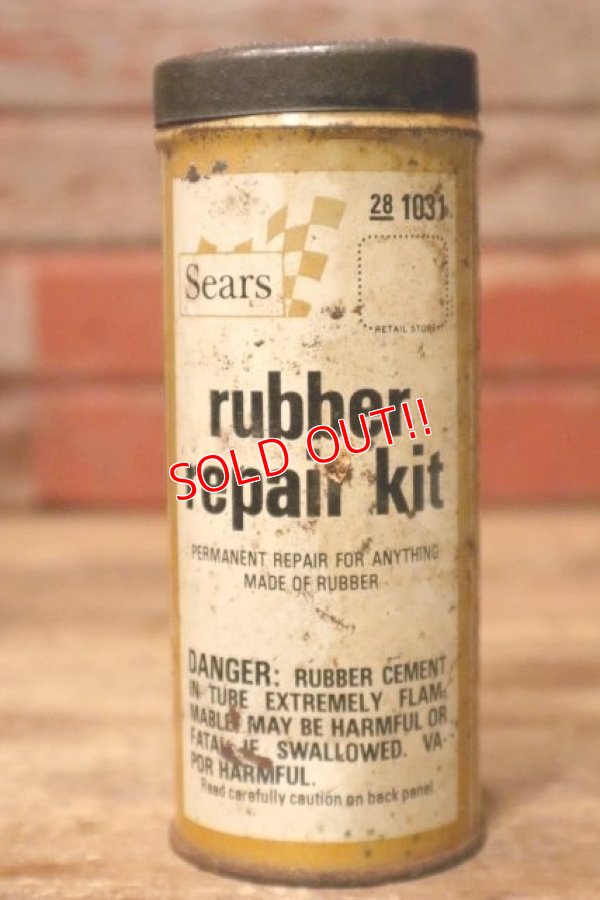 28 1031
Sears
RETAIL STORE
rubber
SOLD OUT!!
repair kit
PERMANENT REPAIR FOR ANYTHING
MADE OF RUBBER
DANGER: RUBBER CEMENT
IN TUBE EXTREMELY FLAM-
MABLE. MAY BE HARMFUL OR
FATAL IF SWALLOWED. VA-
POR HARMFUL.
Read carefully caution on back panel